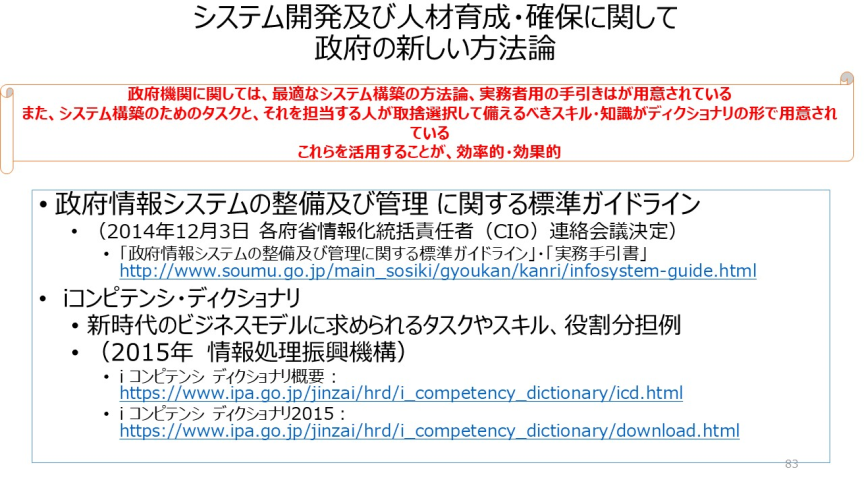 システム開発及び人材育成・確保に関して
政府の新しい方法論
政府機関に関しては、最適なシステム構築の方法論、実務者用の手引きはが用意されている
また、システム構築のためのタスクと、それを担当する人が取捨選択して備えるべきスキル・知識がディクショナリの形で用意され
ている
これらを活用することが、効率的・効果的
• 政府情報システムの整備及び管理 に関する標準ガイドライン
• （2014年12月3日 各府省情報化統括責任者（CIO）連絡会議決定）
• 「政府情報システムの整備及び管理に関する標準ガイドライン」・「実務手引書」
http://www.soumu.go.jp/main_sosiki/gyoukan/kanri/infosystem-guide.html
• iコンピテンシ・ディクショナリ
• 新時代のビジネスモデルに求められるタスクやスキル、役割分担例
• （2015年 情報処理振興機構）
• i コンピテンシ ディクショナリ概要：
https://www.ipa.go.jp/jinzai/hrd/i_competency_dictionary/icd.html
• i コンピテンシ ディクショナリ2015：
https://www.ipa.go.jp/jinzai/hrd/i_competency_dictionary/download.html
83